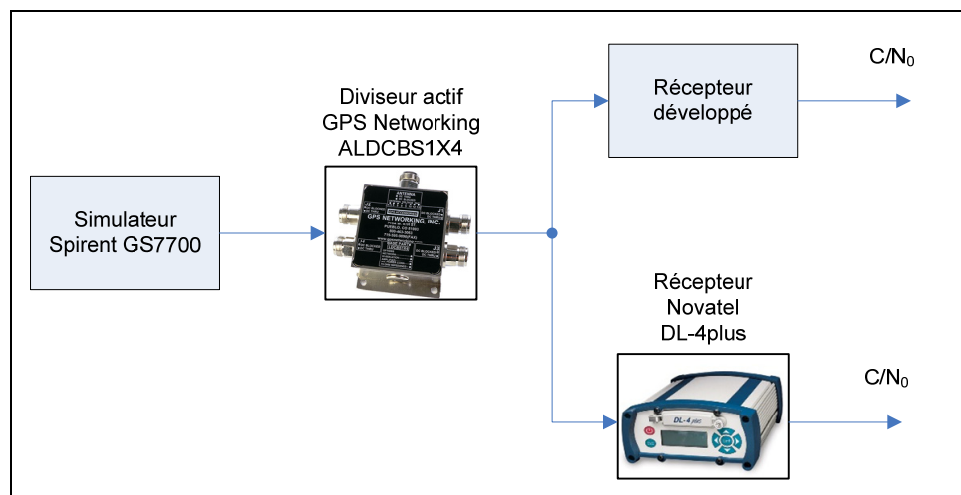 Simulateur
Spirent GS7700
Diviseur actif
GPS Networking
ALDCBS1X4
ANTENNA
GPS NETWORKING INC.
Récepteur
développé
C/N₀
Récepteur
Novatel
DL-4plus
DL-4 plus
C/N₀